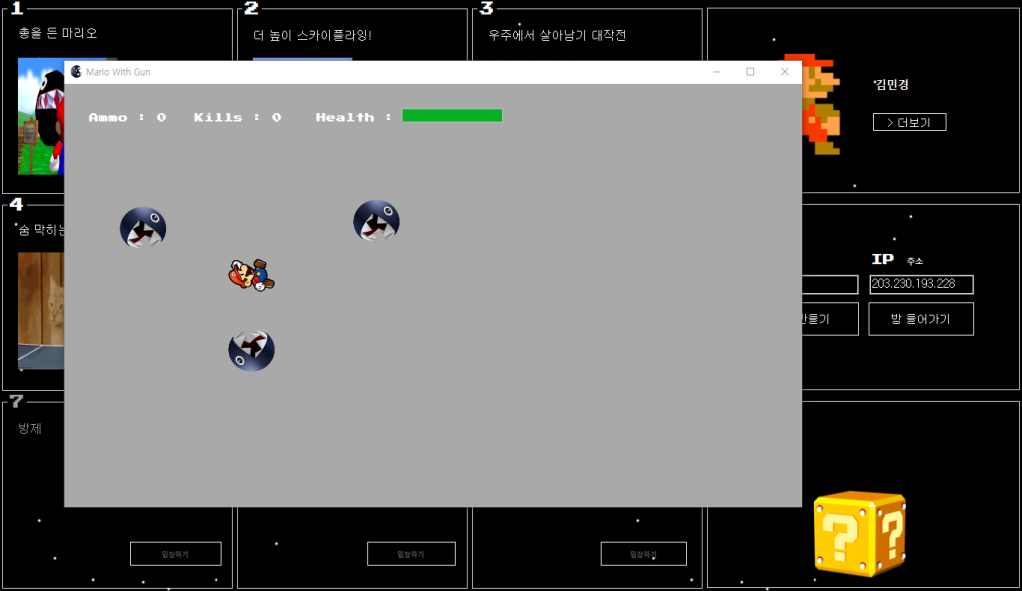 1
총을 든 마리오
2
더 높이 스카이플라잉!
3
우주에서 살아남기 대작전
김민경
> 더보기
Mario With Gun
Ammo : 0 Kills : 0 Health :
4
숨 막히는
IP 주소
203.230.193.228
만들기
방 들어가기
7
방제
입장하기
입장하기
입장하기
? ?